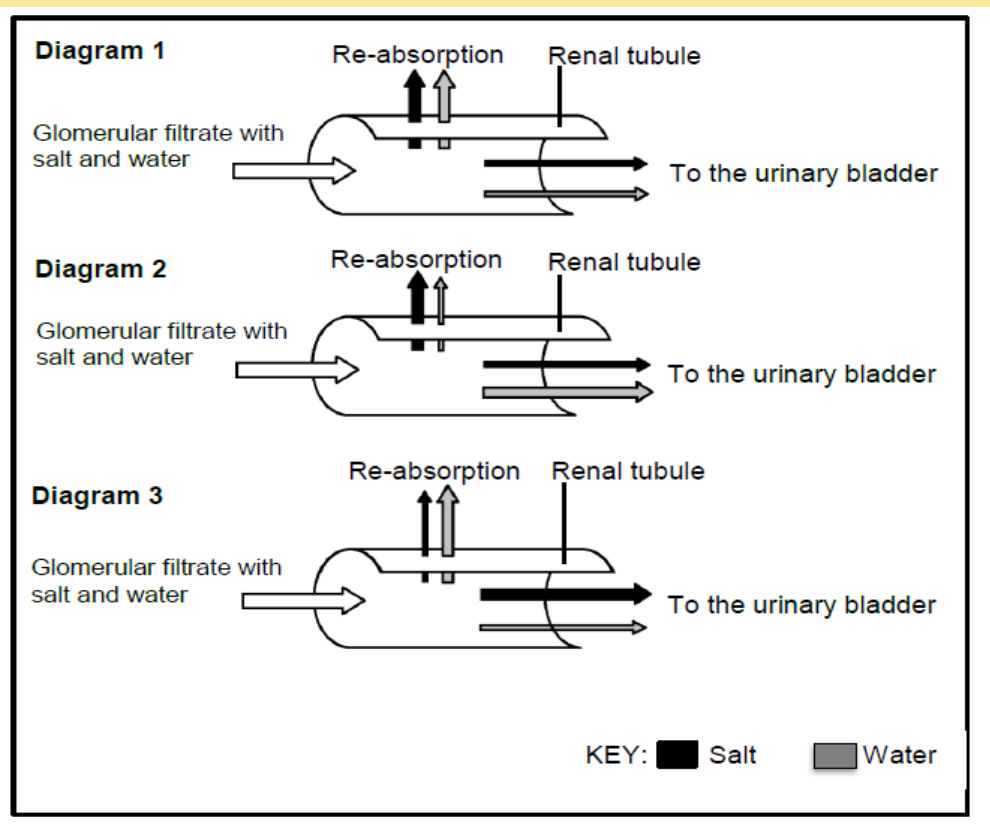 Diagram 1
Re-absorption
Renal tubule
Glomerular filtrate with
salt and water
To the urinary bladder
Diagram 2
Re-absorption
Renal tubule
Glomerular filtrate with
salt and water
To the urinary bladder
Diagram 3
Re-absorption
Renal tubule
Glomerular filtrate with
salt and water
To the urinary bladder
KEY: Salt Water